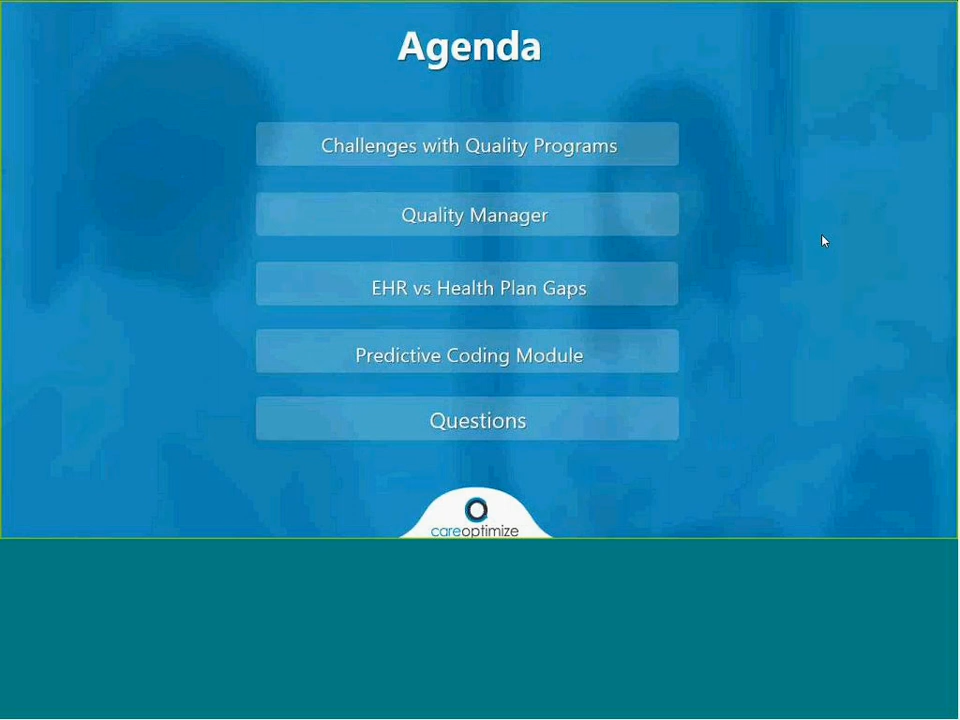 Agenda
Challenges with Quality Programs
Quality Manager
EHR vs Health Plan Gaps
Predictive Coding Module
Questions
careoptimize